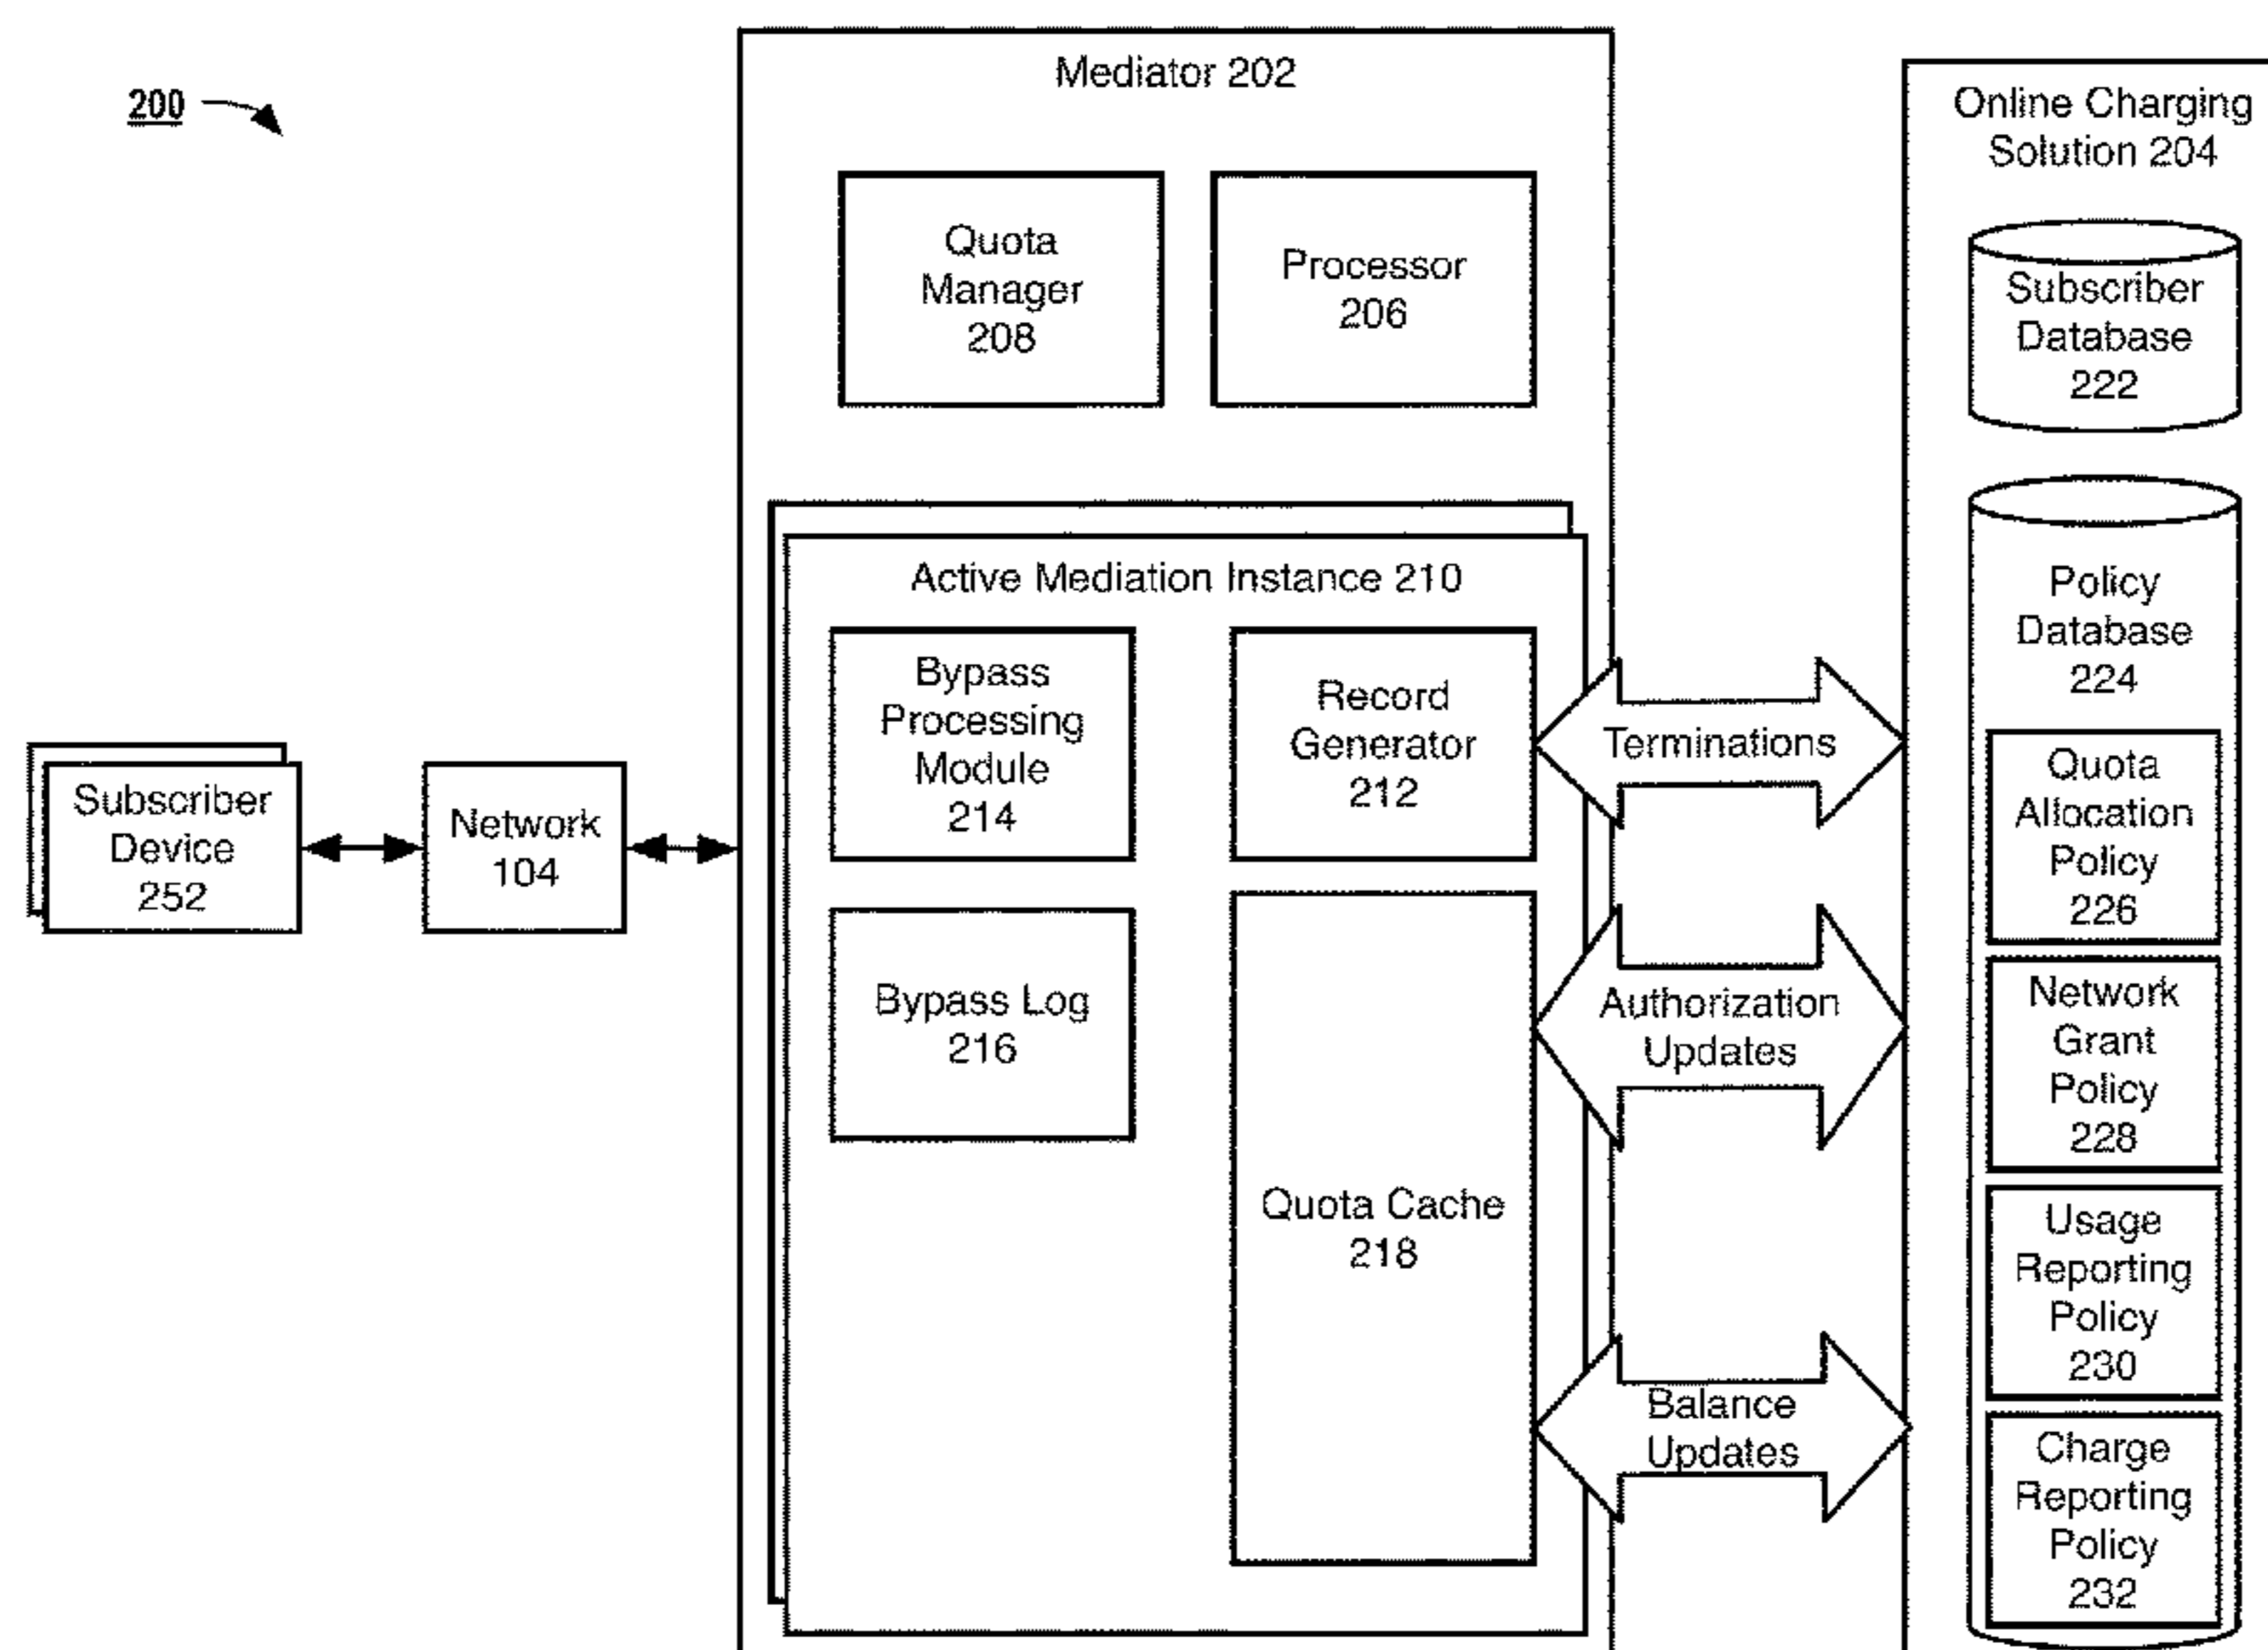 200
Mediator 202
Quota
Manager
208
Processor
206
Active Mediation Instance 210
Bypass
Processing
Module
214
Record
Generator
212
Bypass Log
216
Quota Cache
218
Subscriber
Device
252
Network
104
Terminations
Authorization
Updates
Balance
Updates
Online Charging
Solution 204
Subscriber
Database
222
Policy
Database
224
Quota
Allocation
Policy
226
Network
Grant
Policy
228
Usage
Reporting
Policy
230
Charge
Reporting
Policy
232